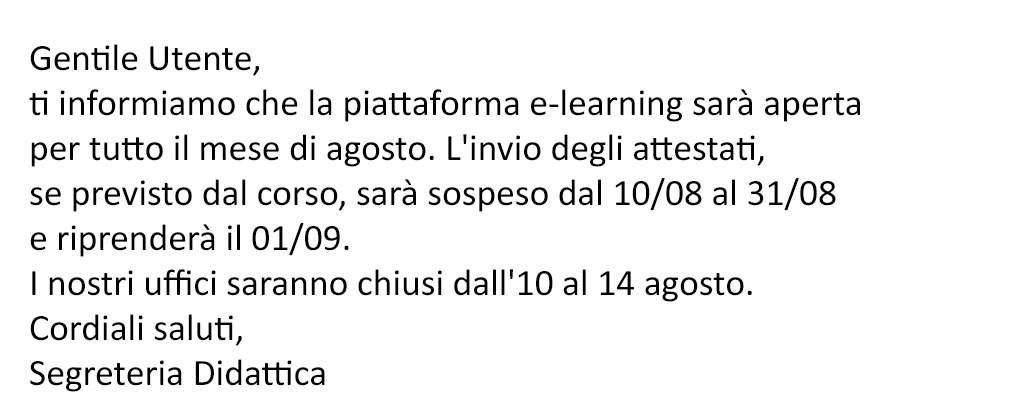 Gentile Utente,
ti informiamo che la piattaforma e-learning sarà aperta
per tutto il mese di agosto. L'invio degli attestati,
se previsto dal corso, sarà sospeso dal 10/08 al 31/08
e riprenderà il 01/09.
I nostri uffici saranno chiusi dall'10 al 14 agosto.
Cordiali saluti,
Segreteria Didattica